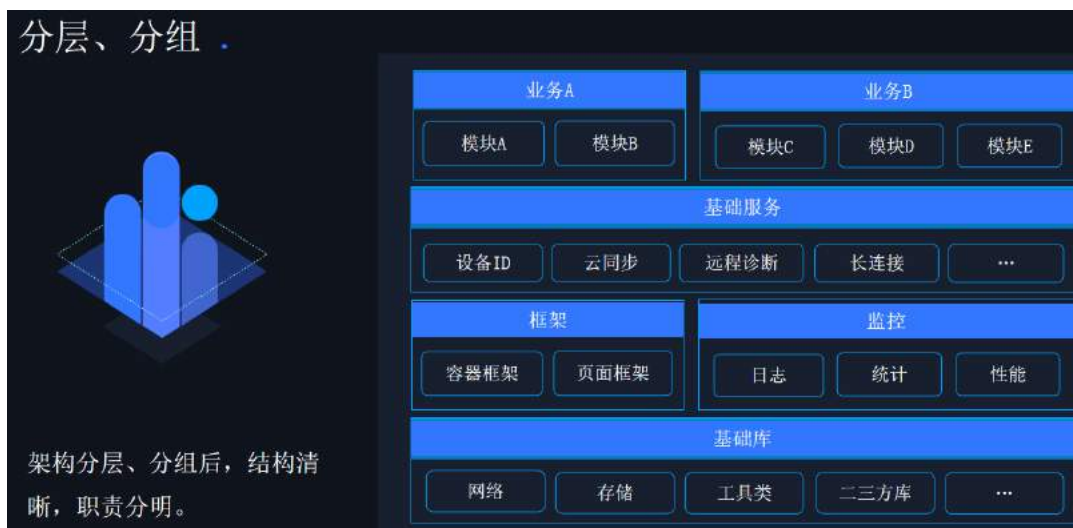 分层、分组 .
业务A
模块A 模块B
业务B
模块C 模块D 模块E
基础服务
设备ID 云同步 远程诊断 长连接 …
框架
容器框架 页面框架
监控
日志 统计 性能
基础库
网络 存储 工具类 二三方库 …
架构分层、分组后，结构清
晰，职责分明。